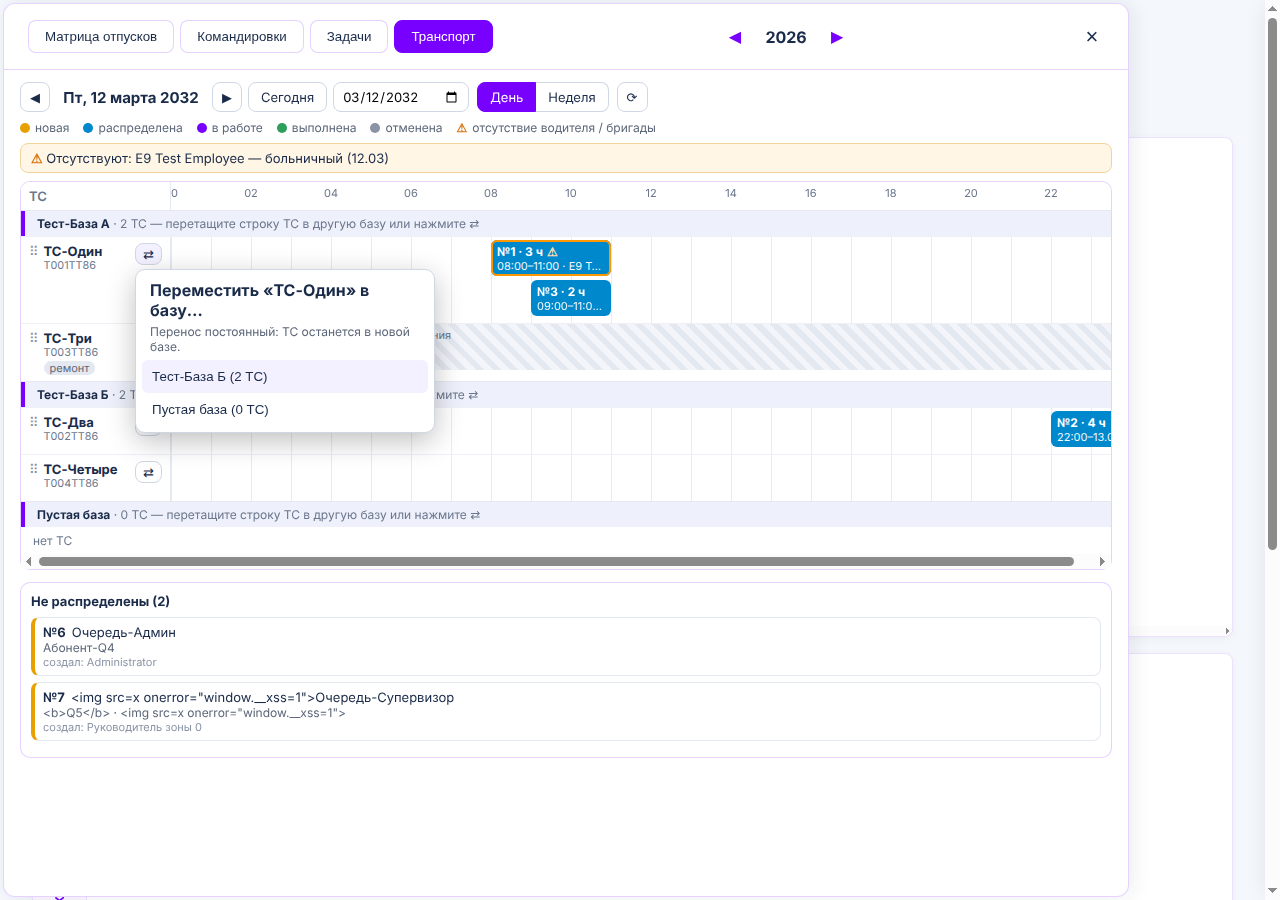 Матрица отпусков
Командировки
Задачи
Транспорт
◀ 2026 ▶
×
◀ Пт, 12 марта 2032 ▶
Сегодня
03/12/2032
День
Неделя
⟳
новая
распределена
в работе
выполнена
отменена
⚠ отсутствие водителя / бригады
⚠ Отсутствуют: E9 Test Employee — больничный (12.03)
ТС
0 02 04 06 08 10 12 14 16 18 20 22
Тест-База А · 2 ТС — перетащите строку ТС в другую базу или нажмите ⇄
ТС-Один
T001TT86
⇄
№1 · 3 ч ⚠
08:00–11:00 · E9 T…
№3 · 2 ч
09:00–11:0…
Переместить «ТС-Один» в
базу…
Перенос постоянный: ТС останется в новой
базе.
Тест-База Б (2 ТС)
Пустая база (0 ТС)
ТС-Три
T003TT86
ремонт
Тест-База Б · 2
⇄
ТС-Два
T002TT86
№2 · 4 ч
22:00–13.0
ТС-Четыре
T004TT86
⇄
Пустая база · 0 ТС — перетащите строку ТС в другую базу или нажмите ⇄
нет ТС
Не распределены (2)
№6 Очередь-Админ
Абонент-Q4
создал: Administrator
№7 <img src=x onerror="window.__xss=1">Очередь-Супервизор
<b>Q5</b> · <img src=x onerror="window.__xss=1">
создал: Руководитель зоны 0